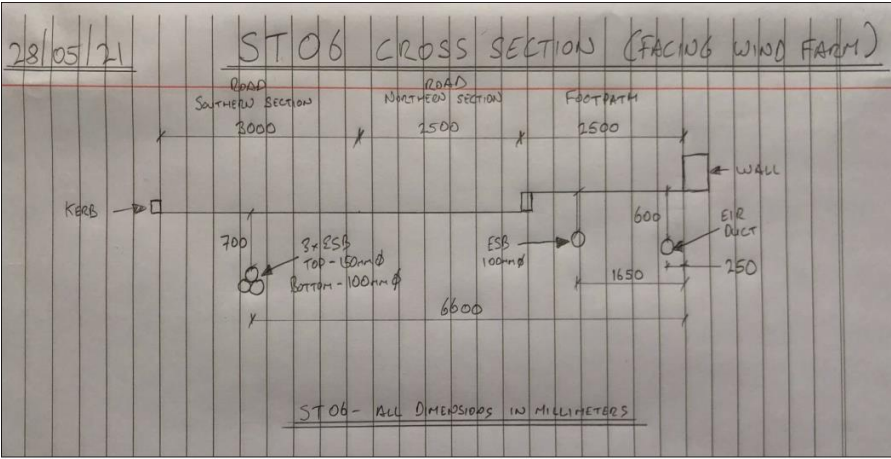 28/05/21
ST06 CROSS SECTION (FACING WIND FARM)
ROAD
SOUTHERN SECTION
3000
ROAD
NORTHERN SECTION
2500
FOOTPATH
2500
WALL
KERB
700
3x ESB
TOP - 150mm Ø
BOTTOM - 100mm Ø
ESB
100mm Ø
600
EIR
DUCT
250
1650
6600
ST06 - ALL DIMENSIONS IN MILLIMETERS